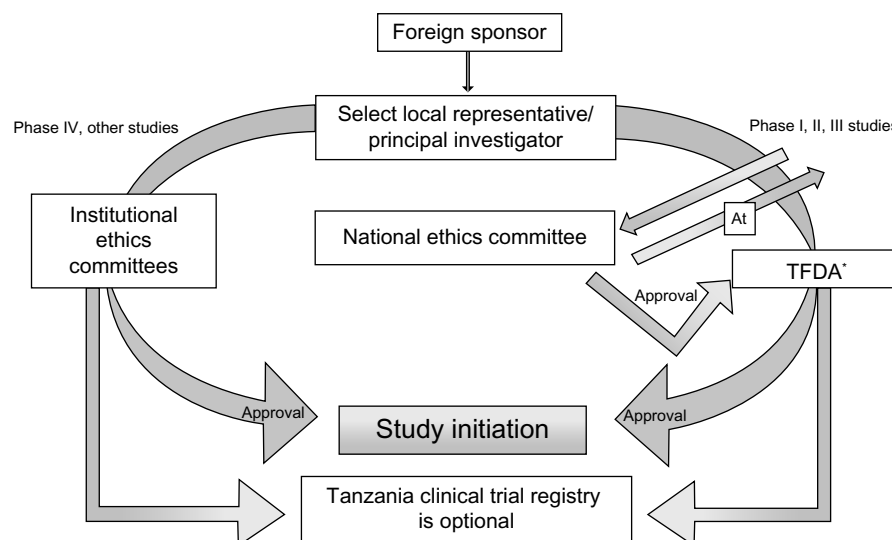 Foreign sponsor
Select local representative/
principal investigator
Phase IV, other studies
Phase I, II, III studies
Institutional
ethics
committees
National ethics committee
At
TFDA*
Approval
Approval
Approval
Study initiation
Tanzania clinical trial registry
is optional